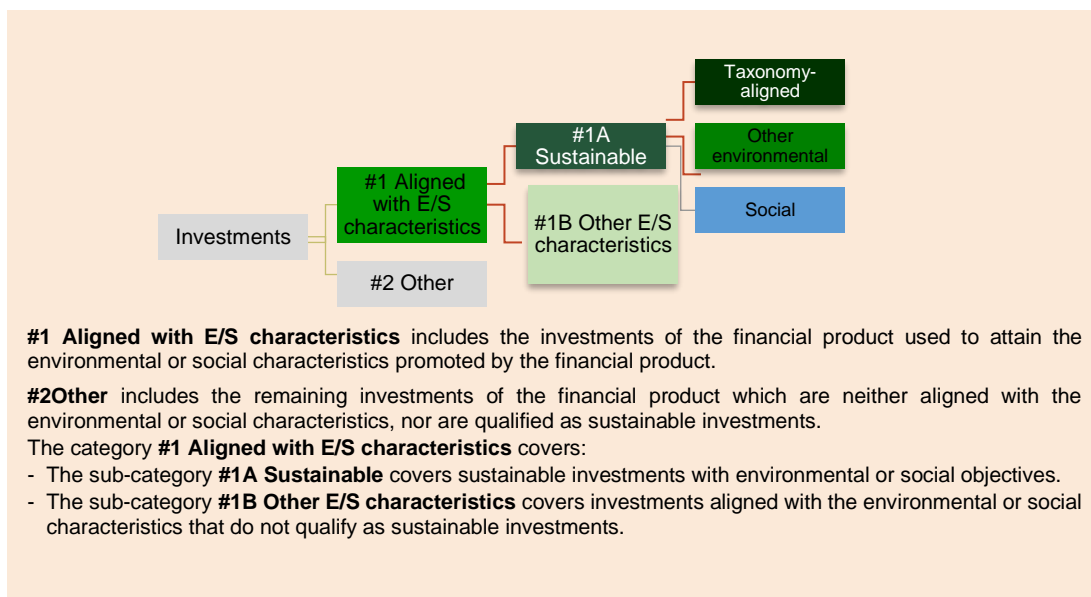 Taxonomy-
aligned
#1A
Sustainable
Other
environmental
#1 Aligned
with E/S
characteristics
#1B Other E/S
characteristics
Social
Investments
#2 Other
#1 Aligned with E/S characteristics includes the investments of the financial product used to attain the
environmental or social characteristics promoted by the financial product.
#2Other includes the remaining investments of the financial product which are neither aligned with the
environmental or social characteristics, nor are qualified as sustainable investments.
The category #1 Aligned with E/S characteristics covers:
- The sub-category #1A Sustainable covers sustainable investments with environmental or social objectives.
- The sub-category #1B Other E/S characteristics covers investments aligned with the environmental or social
characteristics that do not qualify as sustainable investments.